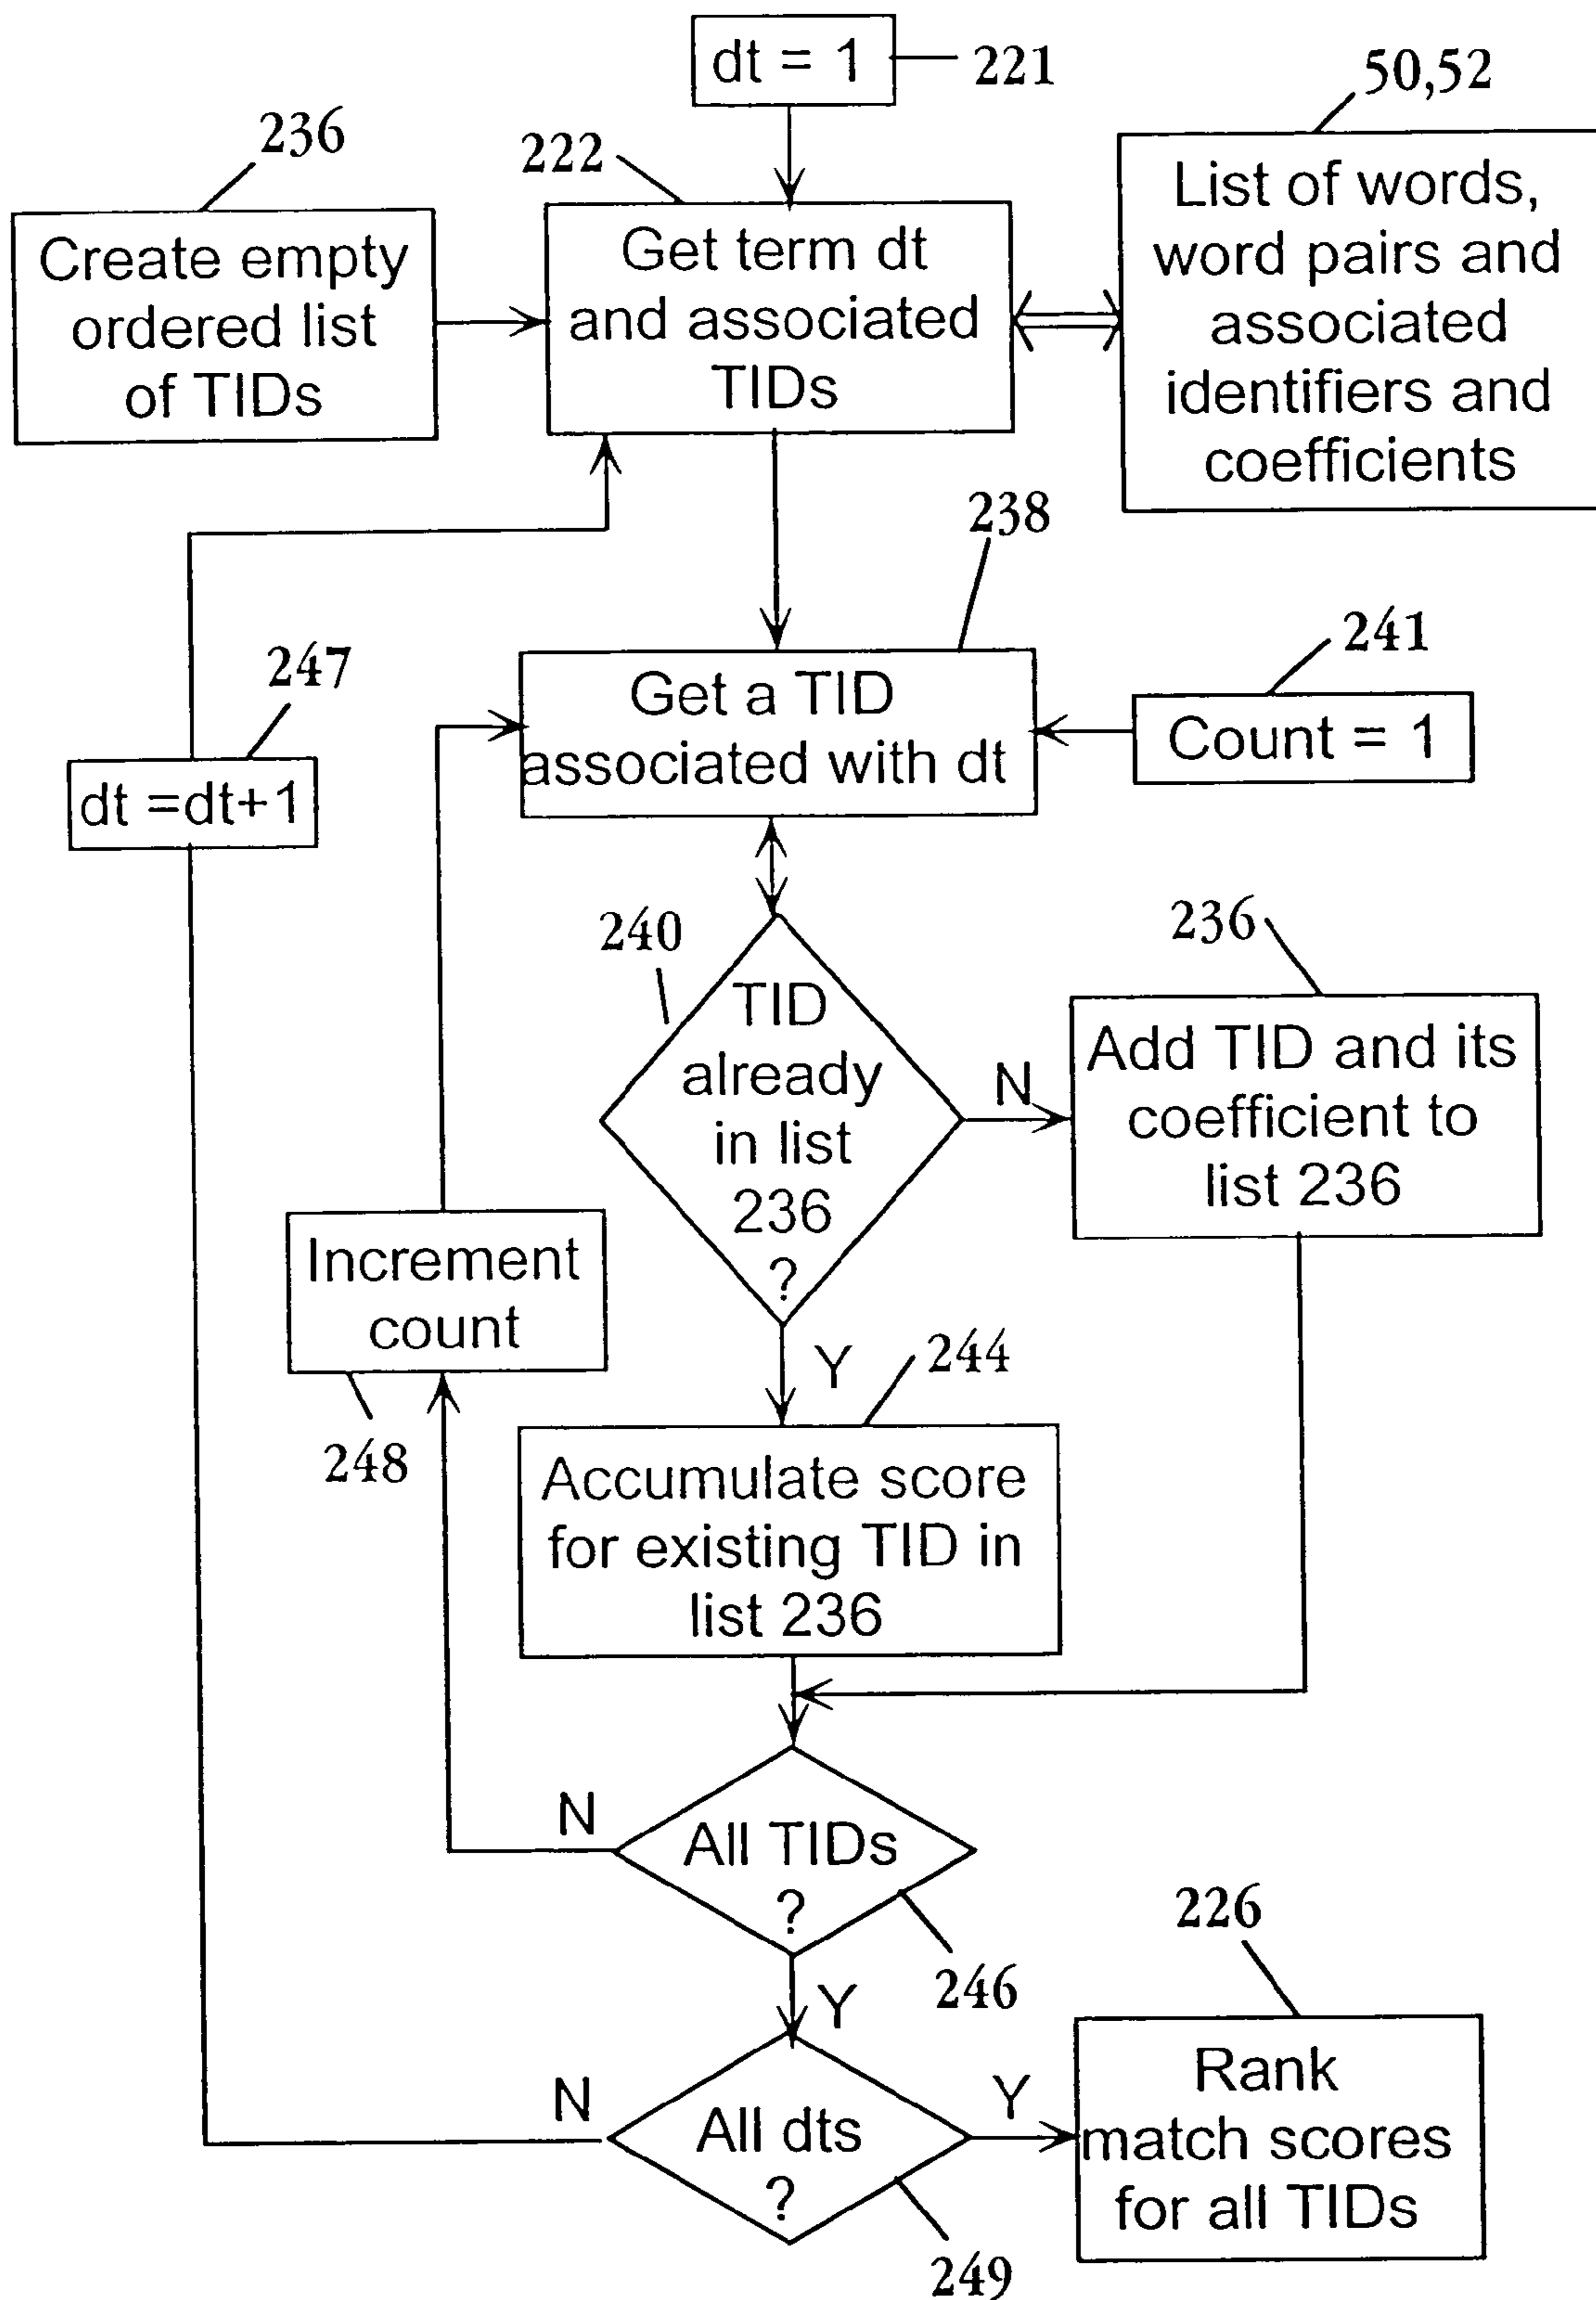 dt = 1
221
50,52
236
222
List of words,
word pairs and
associated
identifiers and
coefficients
Create empty
ordered list
of TIDs
Get term dt
and associated
TIDs
238
247
241
Get a TID
associated with dt
Count = 1
dt =dt+1
240
236
TID
already
in list
236
?
N
Add TID and its
coefficient to
list 236
Increment
count
248
Y
244
Accumulate score
for existing TID in
list 236
N
All TIDs
?
246
226
Y
N
All dts
?
Y
Rank
match scores
for all TIDs
249